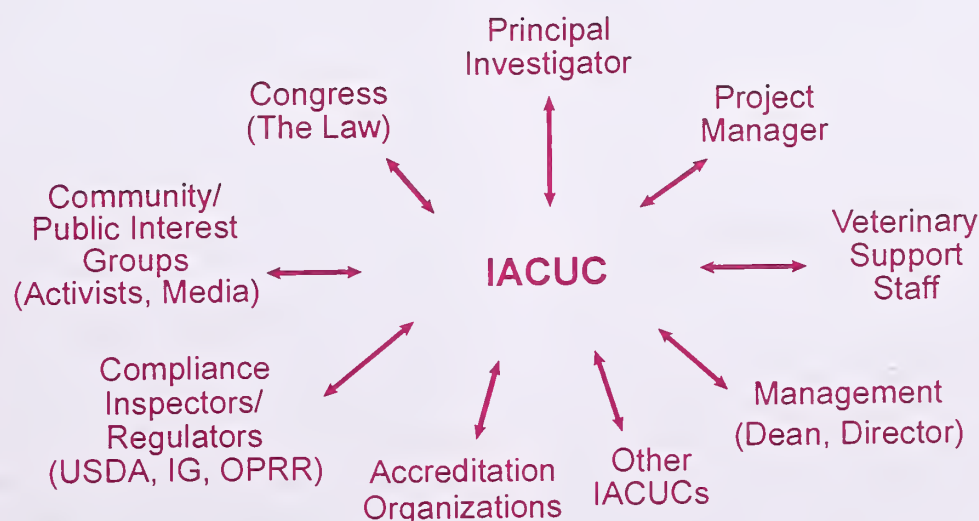 Principal
Investigator
Congress
(The Law)
Project
Manager
Community/
Public Interest
Groups
(Activists, Media)
IACUC
Veterinary
Support
Staff
Compliance
Inspectors/
Regulators
(USDA, IG, OPRR)
Accreditation
Organizations
Other
IACUCs
Management
(Dean, Director)